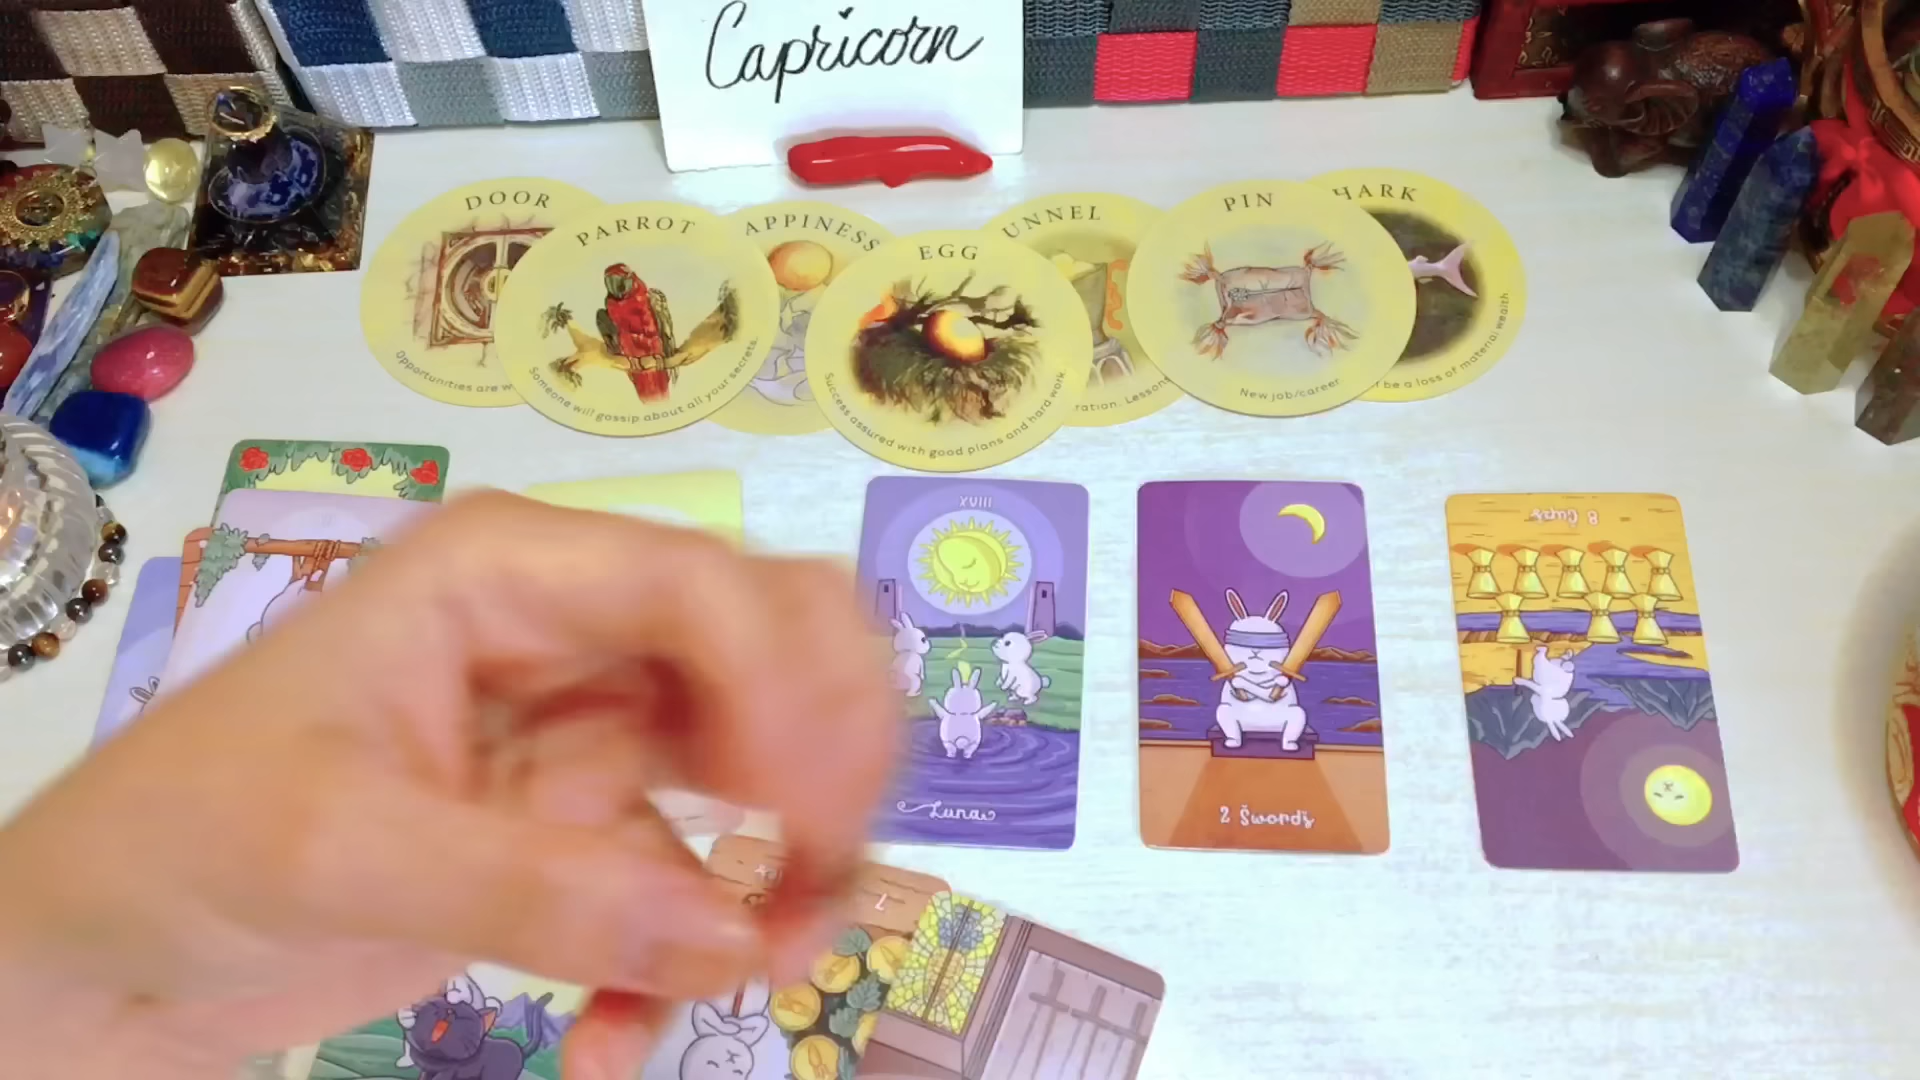 Capricorn
DOOR
PARROT
APPINESS
EGG
UNNEL
PIN
HARK
Opportunities are w
Someone will gossip about all your secrets.
Success assured with good plans and hard work.
ration. Lessons
New job/career
be a loss of material wealth
XVIII
Luna
2 Swords
8 Cups
7